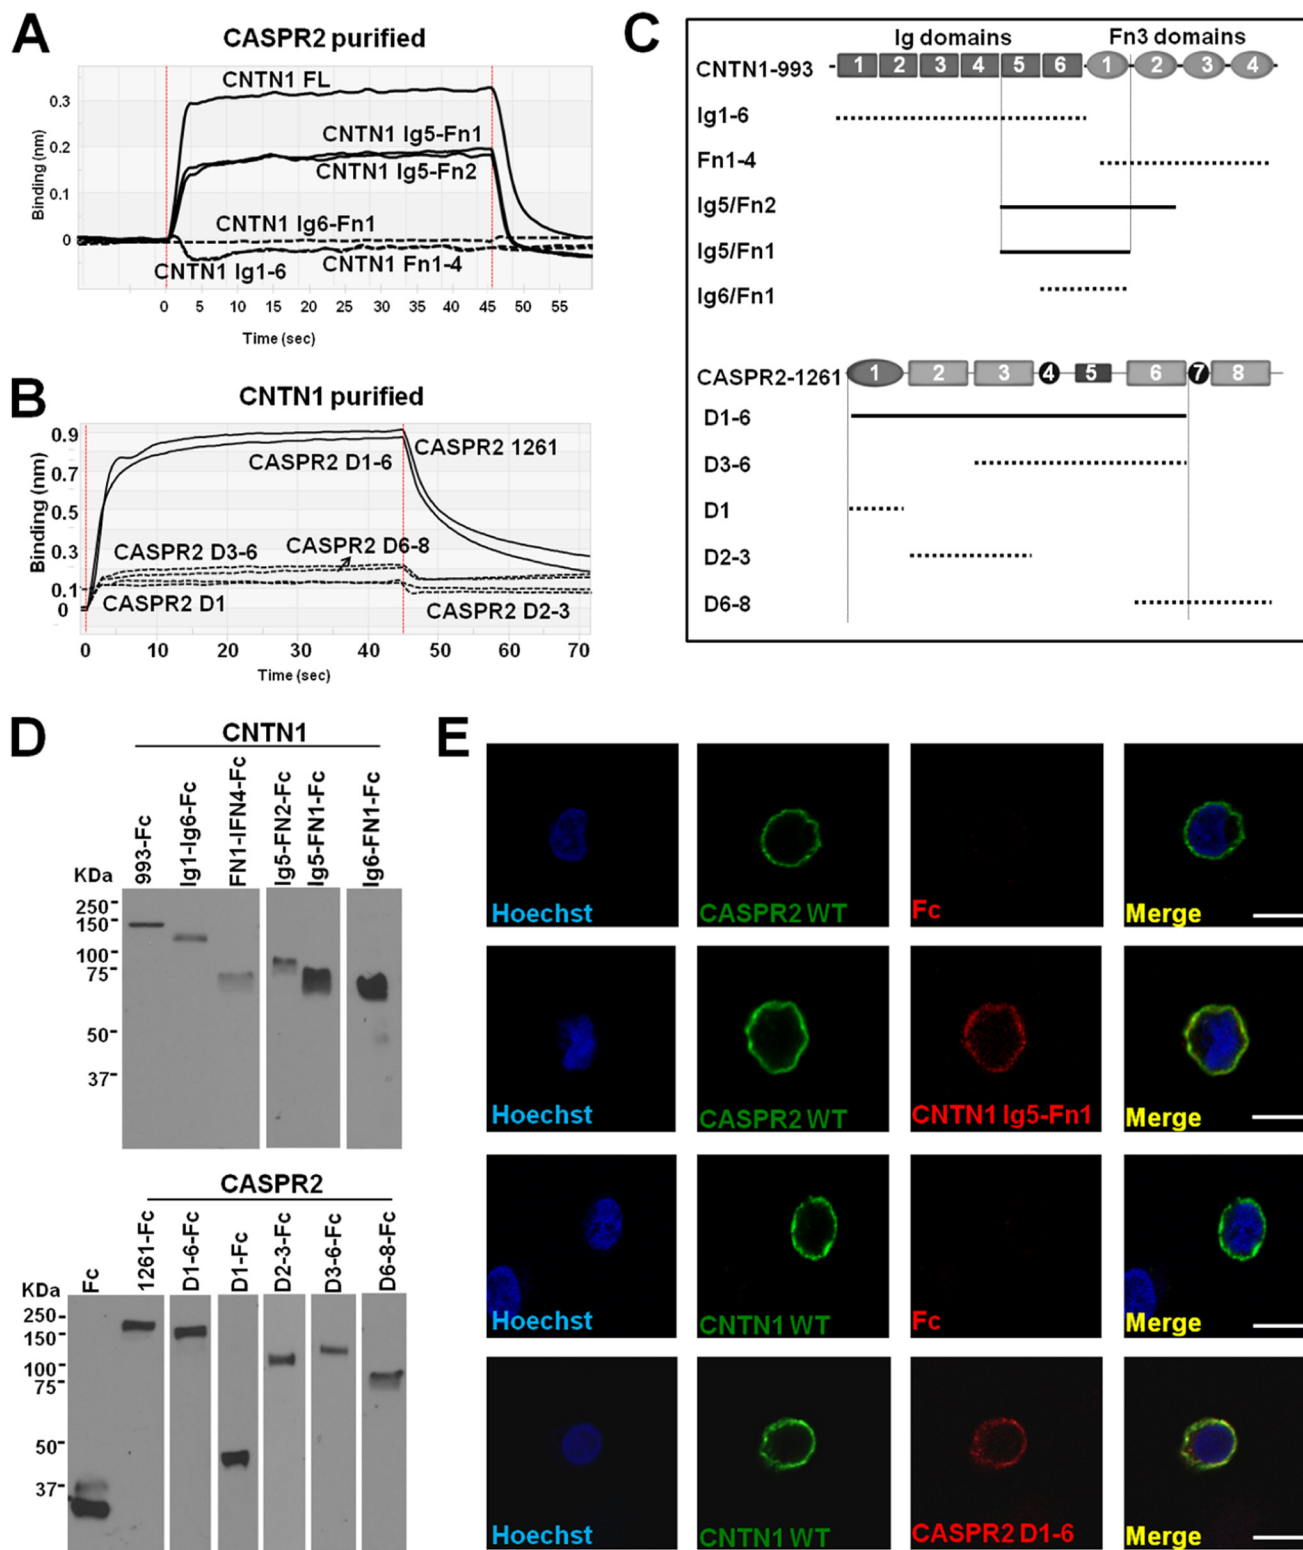 A
CASPR2 purified
Binding (nm)
0.3
0.2
0.1
0
CNTN1 FL
CNTN1 Ig5-Fn1
CNTN1 Ig5-Fn2
CNTN1 Ig6-Fn1
CNTN1 Ig1-6
CNTN1 Fn1-4
0 5 10 15 20 25 30 35 40 45 50 55
Time (sec)
B
CNTN1 purified
Binding (nm)
0.9
0.7
0.5
0.3
0.1
0
CASPR2 1261
CASPR2 D1-6
CASPR2 D3-6
CASPR2 D6-8
CASPR2 D1
CASPR2 D2-3
0 10 20 30 40 50 60 70
Time (sec)
C
Ig domains Fn3 domains
CNTN1-993 1 2 3 4 5 6 1 2 3 4
Ig1-6
Fn1-4
Ig5/Fn2
Ig5/Fn1
Ig6/Fn1
CASPR2-1261 1 2 3 4 5 6 7 8
D1-6
D3-6
D1
D2-3
D6-8
D
CNTN1
993-Fc
Ig1-Ig6-Fc
FN1-IFN4-Fc
Ig5-FN2-Fc
Ig5-FN1-Fc
Ig6-FN1-Fc
KDa
250
150
100
75
50
37
CASPR2
Fc
1261-Fc
D1-6-Fc
D1-Fc
D2-3-Fc
D3-6-Fc
D6-8-Fc
KDa
250
150
100
75
50
37
E
Hoechst CASPR2 WT Fc Merge
Hoechst CASPR2 WT CNTN1 Ig5-Fn1 Merge
Hoechst CNTN1 WT Fc Merge
Hoechst CNTN1 WT CASPR2 D1-6 Merge